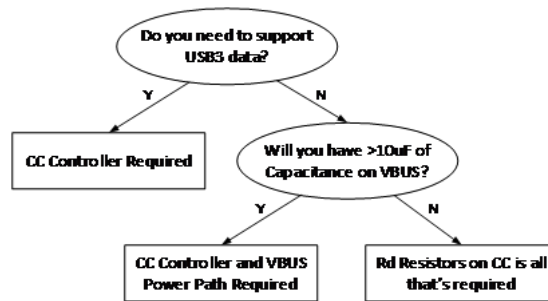 Do you need to support
USB3 data?
Y
N
CC Controller Required
Will you have >10uF of
Capacitance on VBUS?
Y
N
CC Controller and VBUS
Power Path Required
Rd Resistors on CC is all
that's required